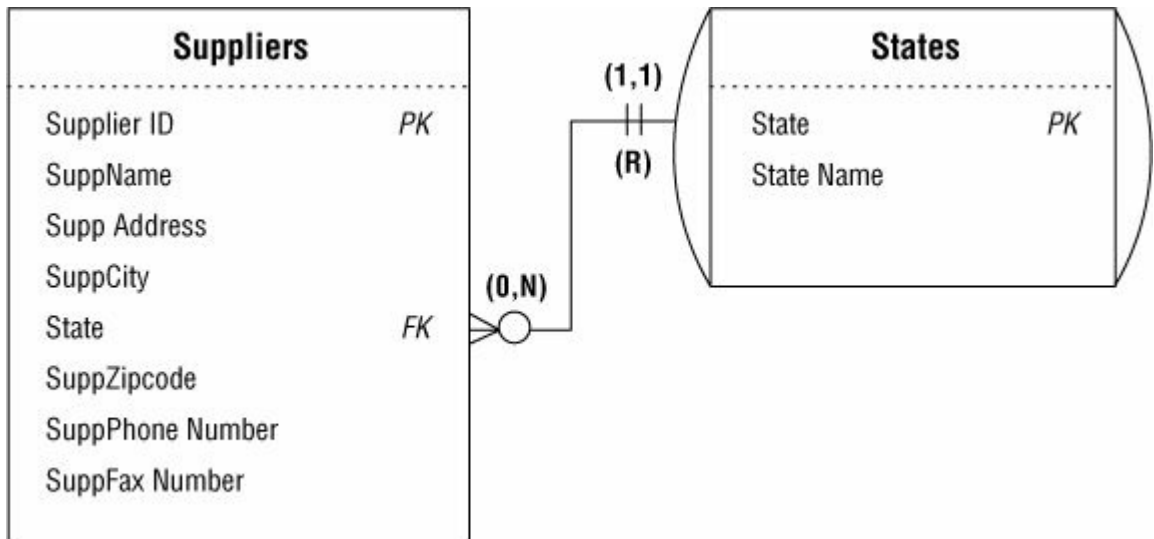 Suppliers
Supplier ID PK
SuppName
Supp Address
SuppCity
State FK
SuppZipcode
SuppPhone Number
SuppFax Number
(0,N)
(1,1)
(R)
States
State PK
State Name